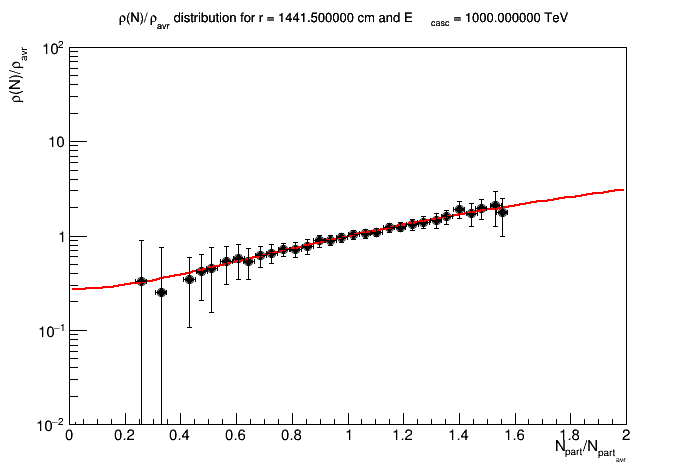 ρ(N)/ρavr distribution for r = 1441.500000 cm and E casc = 1000.000000 TeV
ρ(N)/ρavr
10²
10
1
10⁻¹
10⁻²
0 0.2 0.4 0.6 0.8 1 1.2 1.4 1.6 1.8 2
Npart/Npartavr